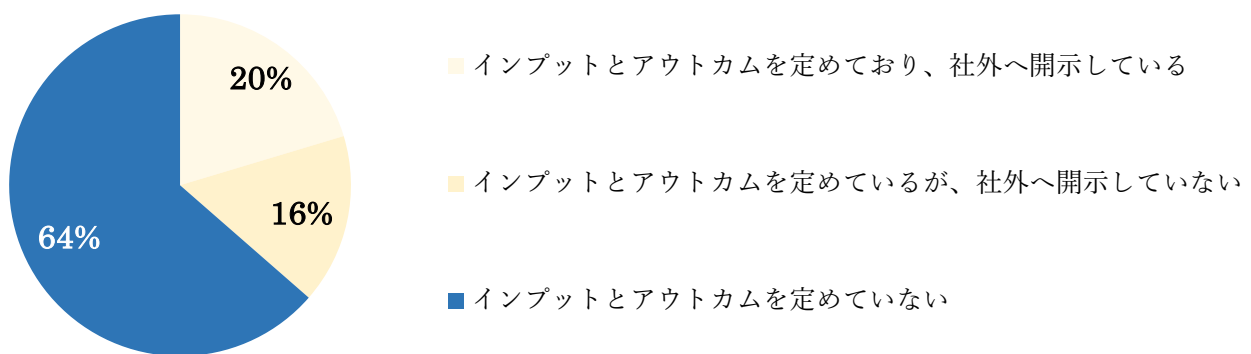 20%
16%
64%
インプットとアウトカムを定めており、社外へ開示している
インプットとアウトカムを定めているが、社外へ開示していない
インプットとアウトカムを定めていない